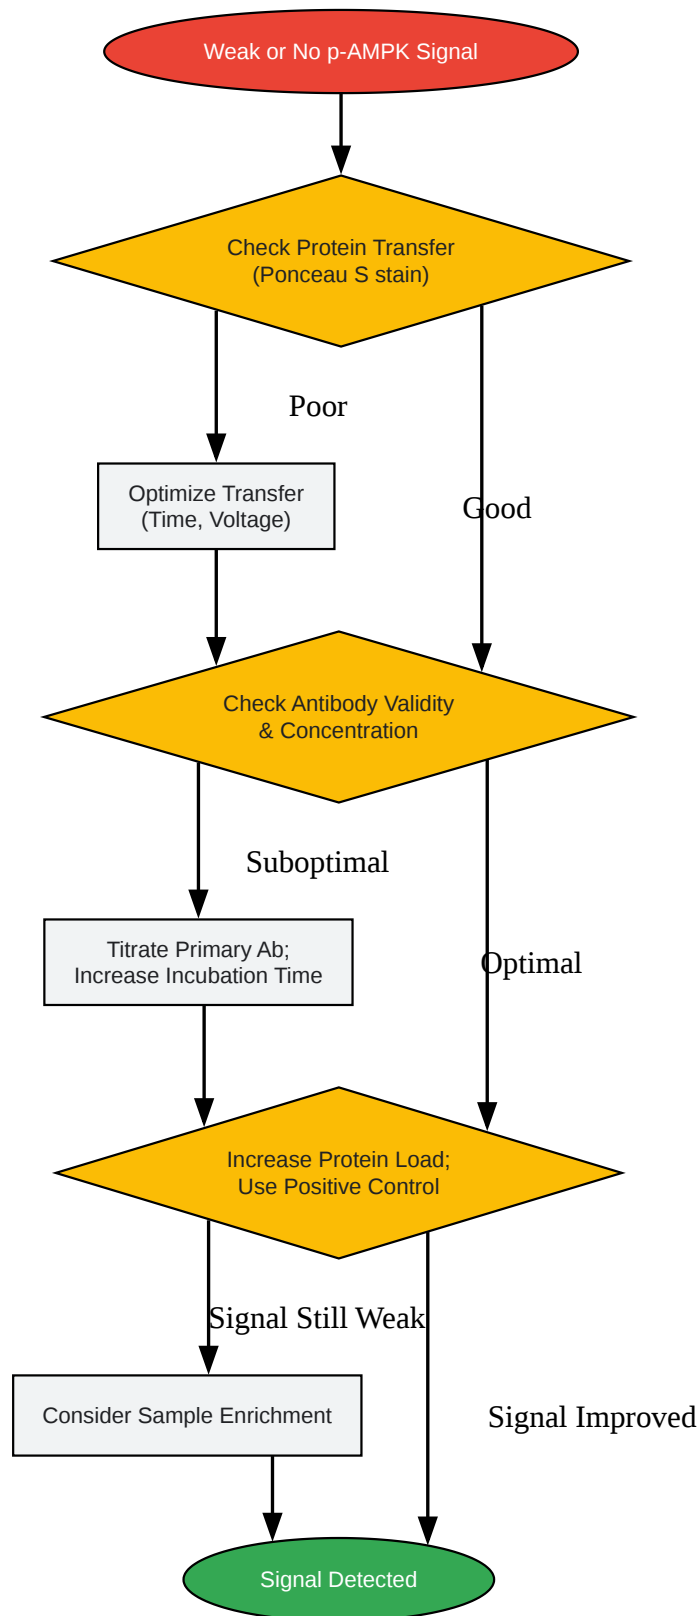 Weak or No p-AMPK Signal
Check Protein Transfer
(Ponceau S stain)
Poor
Optimize Transfer
(Time, Voltage)
Good
Check Antibody Validity
& Concentration
Suboptimal
Titrate Primary Ab;
Increase Incubation Time
Optimal
Increase Protein Load;
Use Positive Control
Signal Still Weak
Consider Sample Enrichment
Signal Improved
Signal Detected